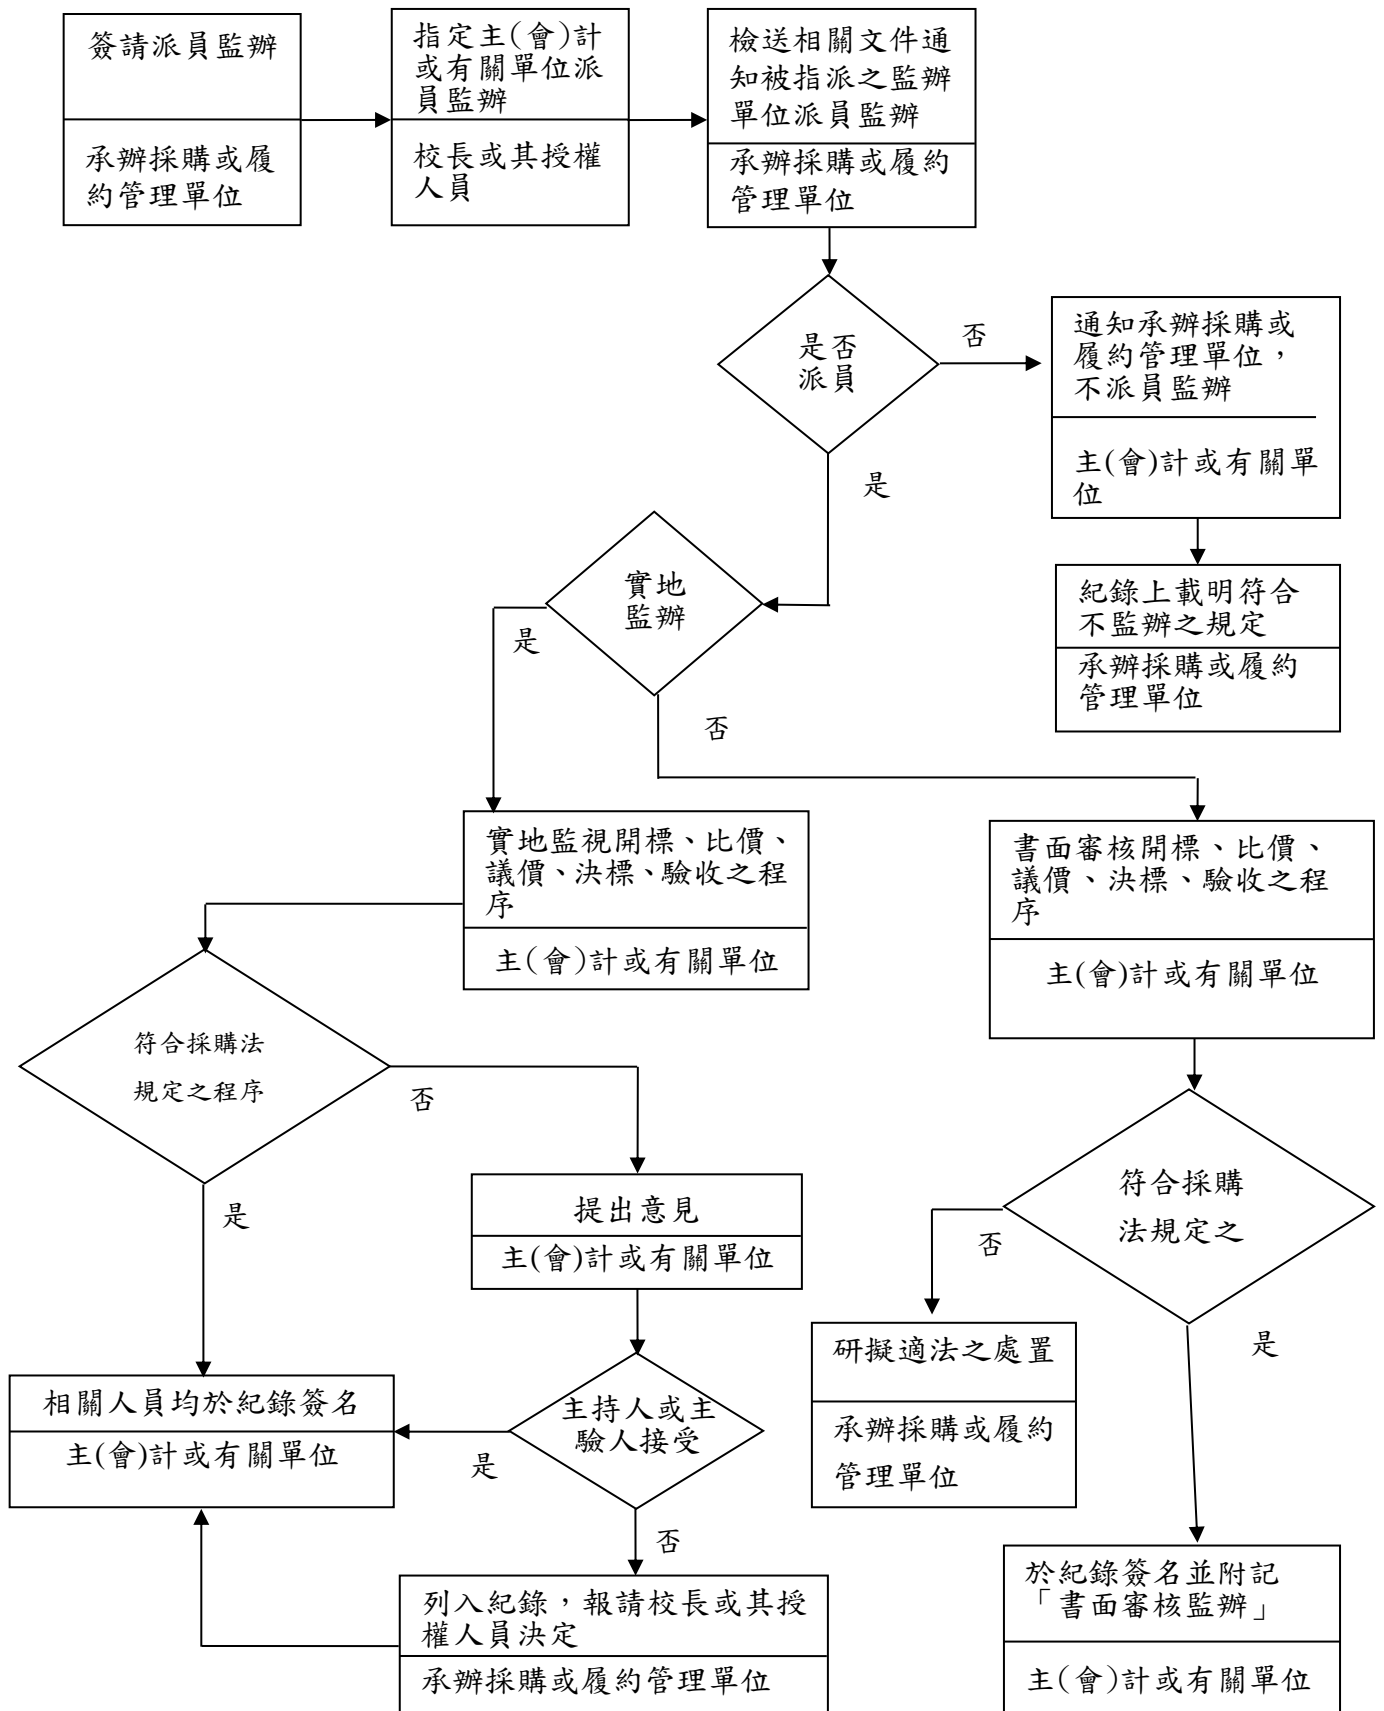 簽請派員監辦
承辦採購或履
約管理單位
指定主(會)計
或有關單位派
員監辦
校長或其授權
人員
檢送相關文件通
知被指派之監辦
單位派員監辦
承辦採購或履約
管理單位
是否
派員
否
是
通知承辦採購或
履約管理單位，
不派員監辦
主(會)計或有關單
位
紀錄上載明符合
不監辦之規定
承辦採購或履約
管理單位
實地
監辦
是
否
實地監視開標、比價、
議價、決標、驗收之程
序
主(會)計或有關單位
書面審核開標、比價、
議價、決標、驗收之程
序
主(會)計或有關單位
符合採購法
規定之程序
否
是
提出意見
主(會)計或有關單位
符合採購
法規定之
否
是
研擬適法之處置
承辦採購或履約
管理單位
主持人或主
驗人接受
是
否
相關人員均於紀錄簽名
主(會)計或有關單位
列入紀錄，報請校長或其授
權人員決定
承辦採購或履約管理單位
於紀錄簽名並附記
「書面審核監辦」
主(會)計或有關單位